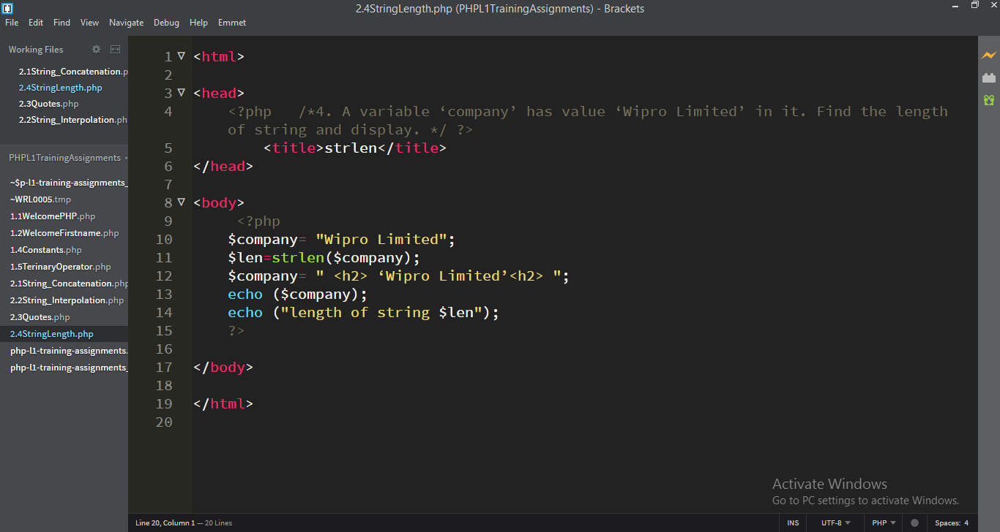 2.4StringLength.php (PHPL1TrainingAssignments) - Brackets
File Edit Find View Navigate Debug Help Emmet
Working Files
2.1String_Concatenation.p
2.4StringLength.php
2.3Quotes.php
2.2String_Interpolation.ph
PHPL1TrainingAssignments
~$p-l1-training-assignments_
~WRL0005.tmp
1.1WelcomePHP.php
1.2WelcomeFirstname.php
1.4Constants.php
1.5TerinaryOperator.php
2.1String_Concatenation.php
2.2String_Interpolation.php
2.3Quotes.php
2.4StringLength.php
php-l1-training-assignments.
php-l1-training-assignments_
1 <html>
2
3 <head>
4 <?php /*4. A variable ‘company’ has value ‘Wipro Limited’ in it. Find the length
of string and display. */ ?>
5 <title>strlen</title>
6 </head>
7
8 <body>
9 <?php
10 $company= "Wipro Limited";
11 $len=strlen($company);
12 $company= " <h2> ‘Wipro Limited’<h2> ";
13 echo ($company);
14 echo ("length of string $len");
15 ?>
16
17 </body>
18
19 </html>
20
Activate Windows
Go to PC settings to activate Windows.
Line 20, Column 1 — 20 Lines
INS UTF-8 PHP Spaces: 4